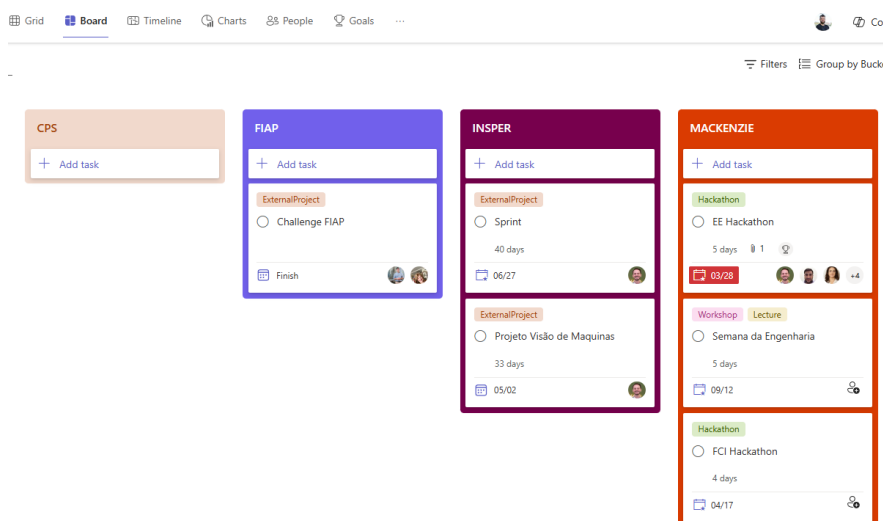 Grid Board Timeline Charts People Goals ... Co
Filters Group by Bucke
CPS
+ Add task
FIAP
+ Add task
ExternalProject
Challenge FIAP
Finish
INSPER
+ Add task
ExternalProject
Sprint
40 days
06/27
ExternalProject
Projeto Visão de Maquinas
33 days
05/02
MACKENZIE
+ Add task
Hackathon
EE Hackathon
5 days 1
03/28 +4
Workshop Lecture
Semana da Engenharia
5 days
09/12
Hackathon
FCI Hackathon
4 days
04/17